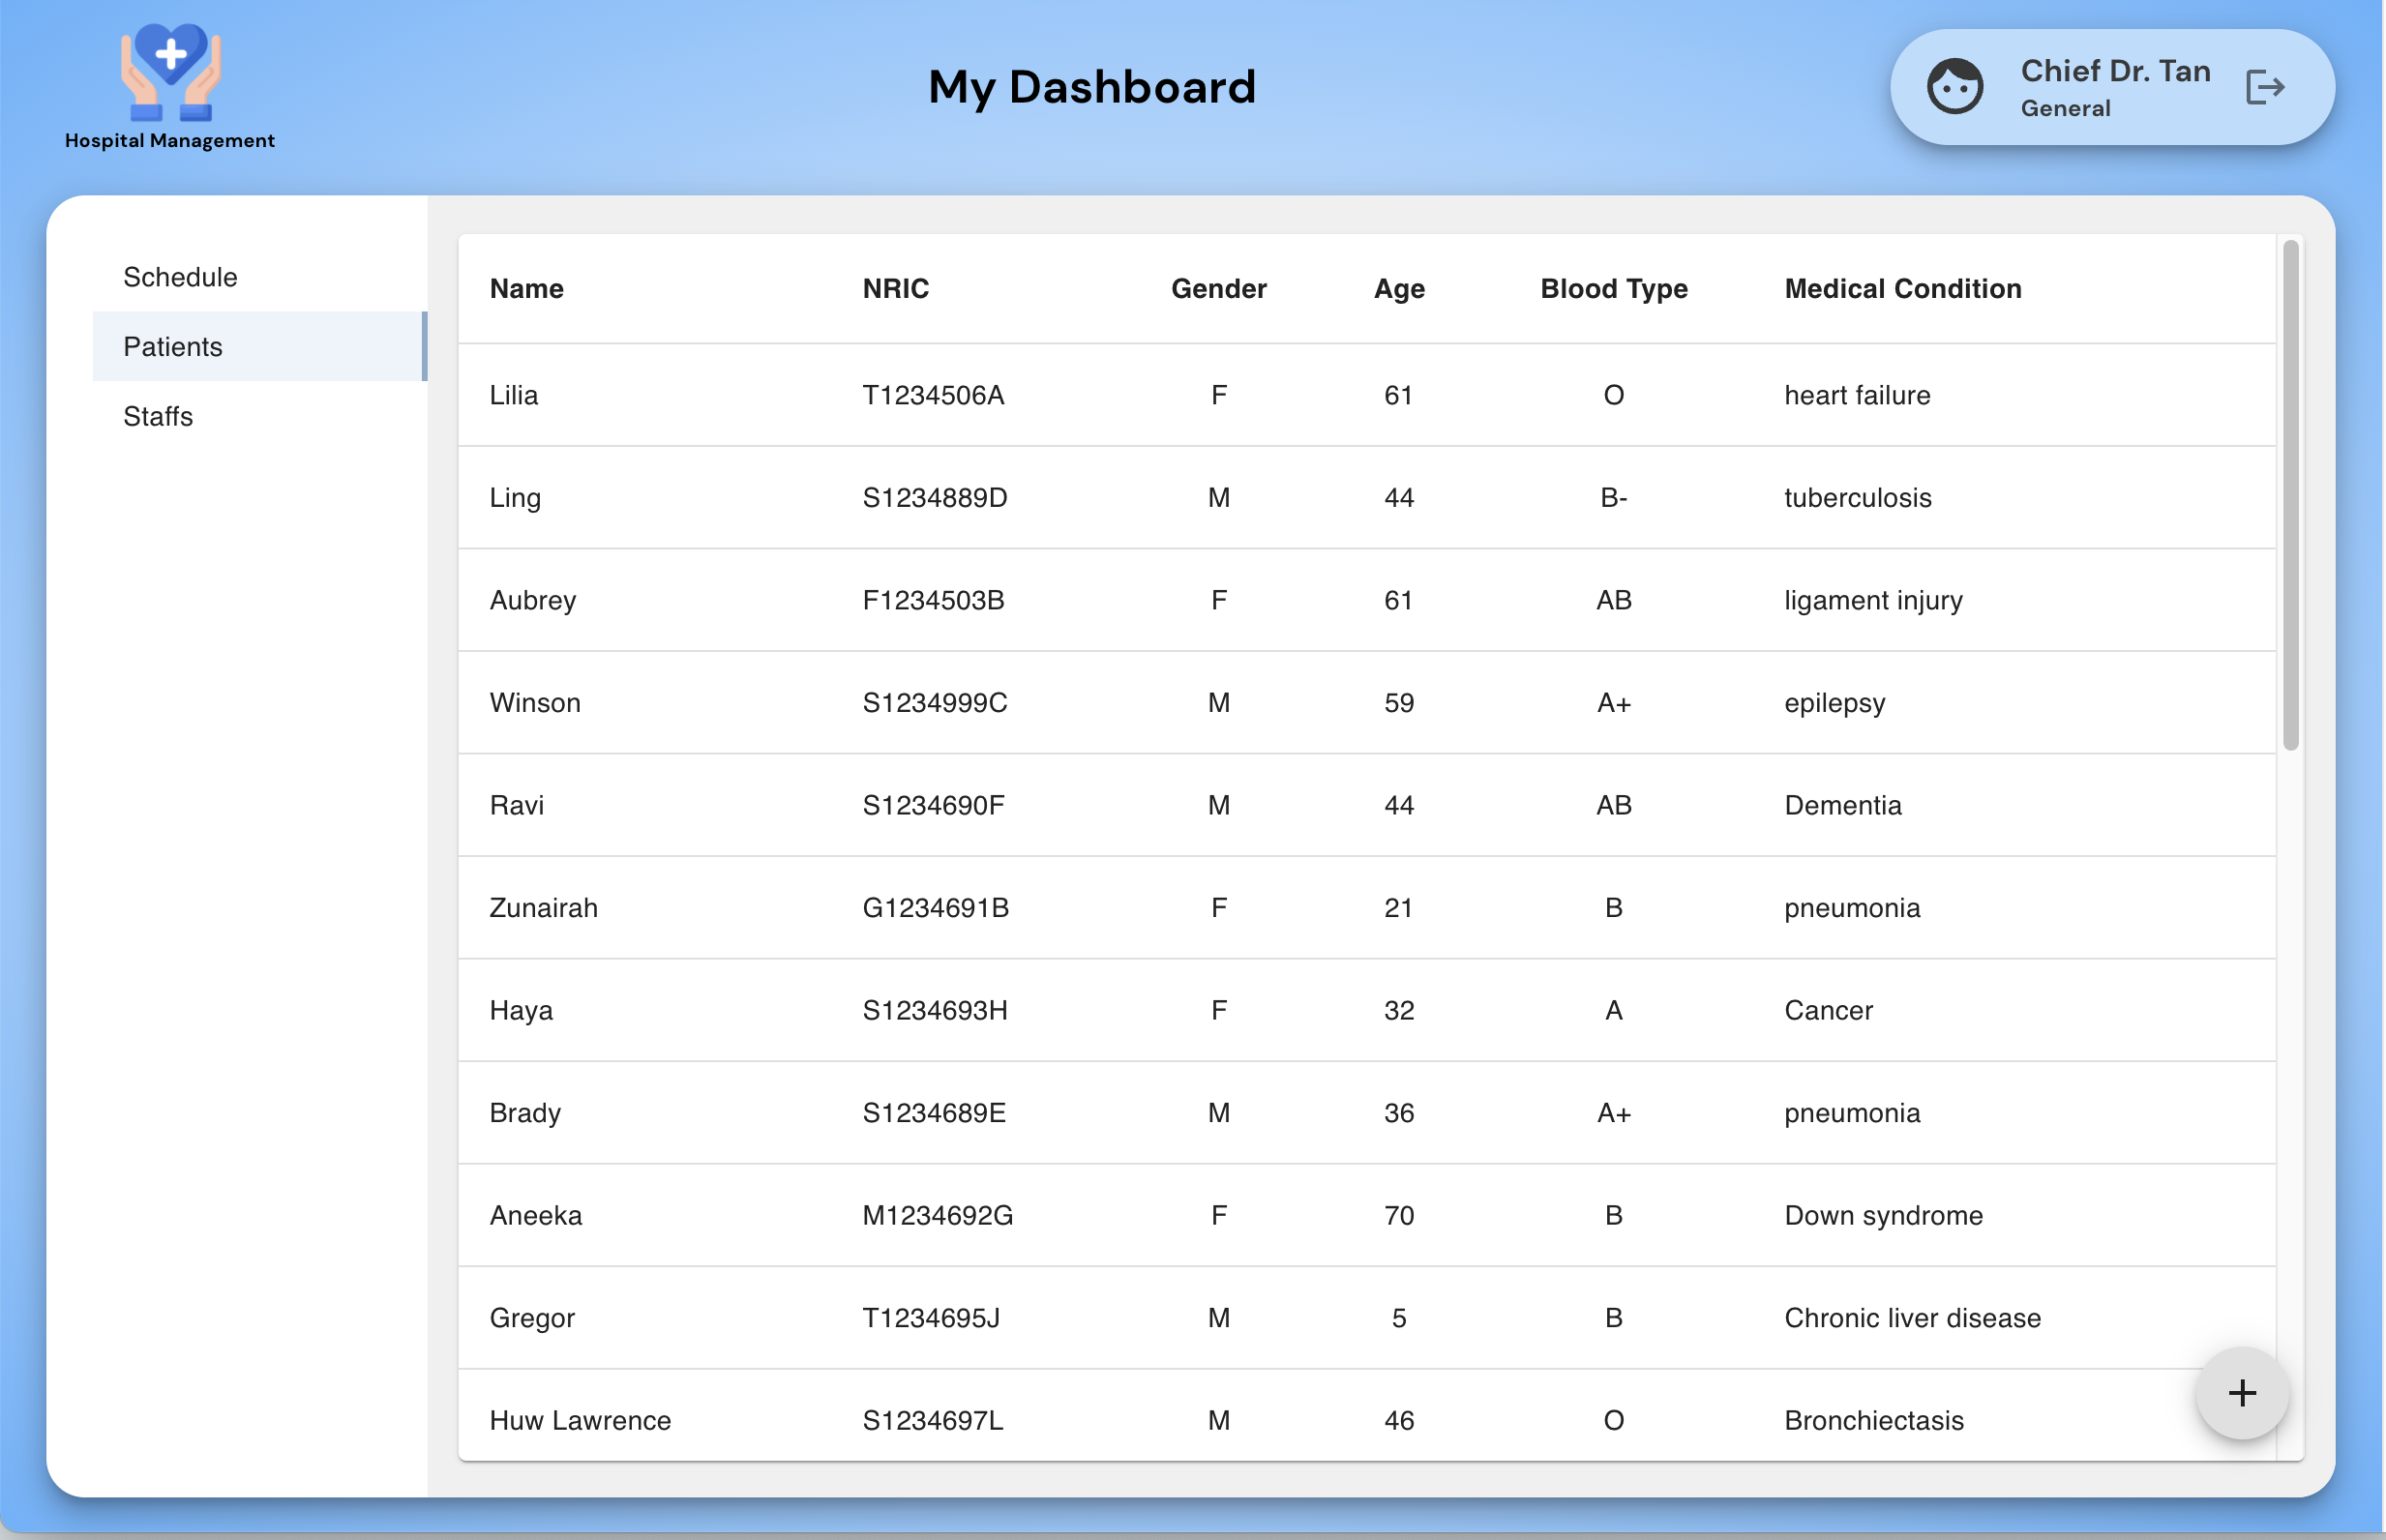 Hospital Management
My Dashboard
Chief Dr. Tan
General
Schedule
Patients
Staffs
Name NRIC Gender Age Blood Type Medical Condition
Lilia T1234506A F 61 O heart failure
Ling S1234889D M 44 B- tuberculosis
Aubrey F1234503B F 61 AB ligament injury
Winson S1234999C M 59 A+ epilepsy
Ravi S1234690F M 44 AB Dementia
Zunairah G1234691B F 21 B pneumonia
Haya S1234693H F 32 A Cancer
Brady S1234689E M 36 A+ pneumonia
Aneeka M1234692G F 70 B Down syndrome
Gregor T1234695J M 5 B Chronic liver disease
Huw Lawrence S1234697L M 46 O Bronchiectasis